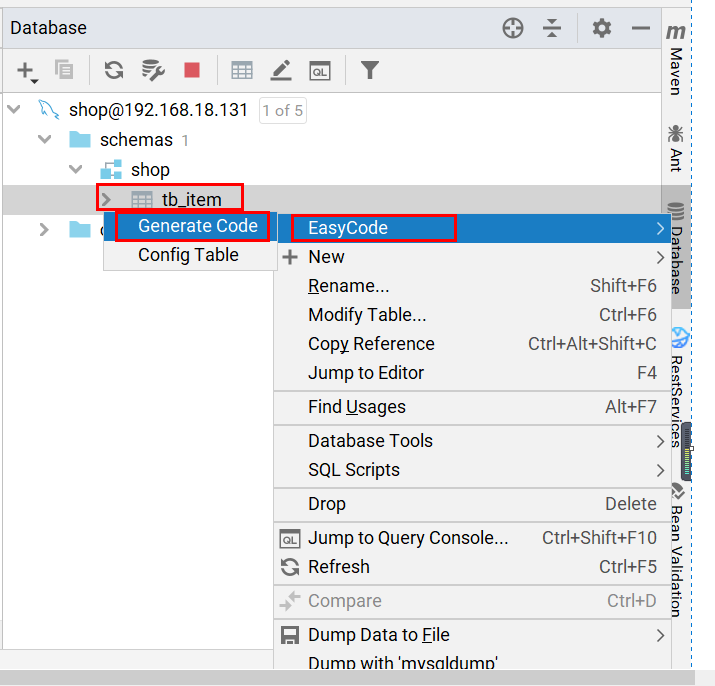 Database
shop@192.168.18.131 1 of 5
schemas 1
shop
tb_item
Generate Code
Config Table
EasyCode
New
Rename... Shift+F6
Modify Table... Ctrl+F6
Copy Reference Ctrl+Alt+Shift+C
Jump to Editor F4
Find Usages Alt+F7
Database Tools
SQL Scripts
Drop Delete
QL Jump to Query Console... Ctrl+Shift+F10
Refresh Ctrl+F5
Compare Ctrl+D
Dump Data to File
Dump with 'mysqldump'
QL
m
Maven
Ant
Database
RestServices
Bean Validation